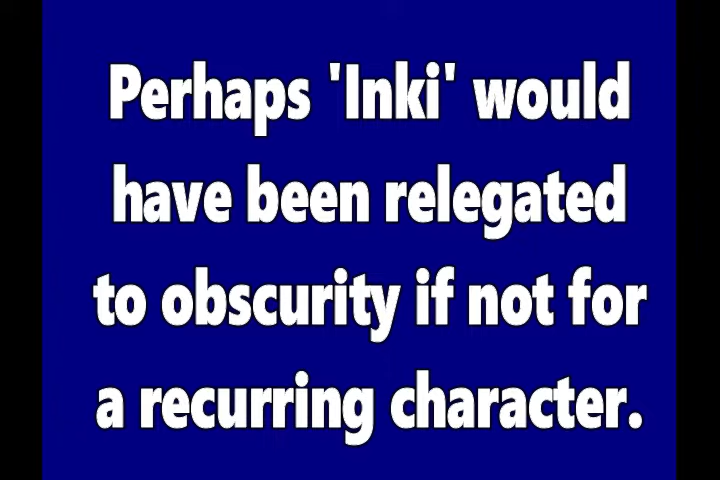 Perhaps 'Inki' would
have been relegated
to obscurity if not for
a recurring character.